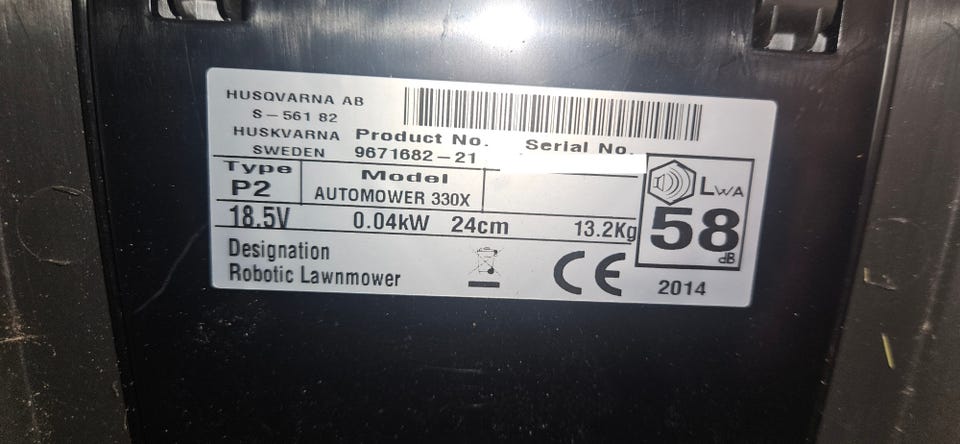 HUSQVARNA AB
S-561 82
HUSKVARNA
SWEDEN
Product No.
9671682-21
Serial No.
Type
P2
Model
AUTOMOWER 330X
18.5V 0.04kW 24cm 13.2Kg
LWA
58
dB
Designation
Robotic Lawnmower
CE
2014